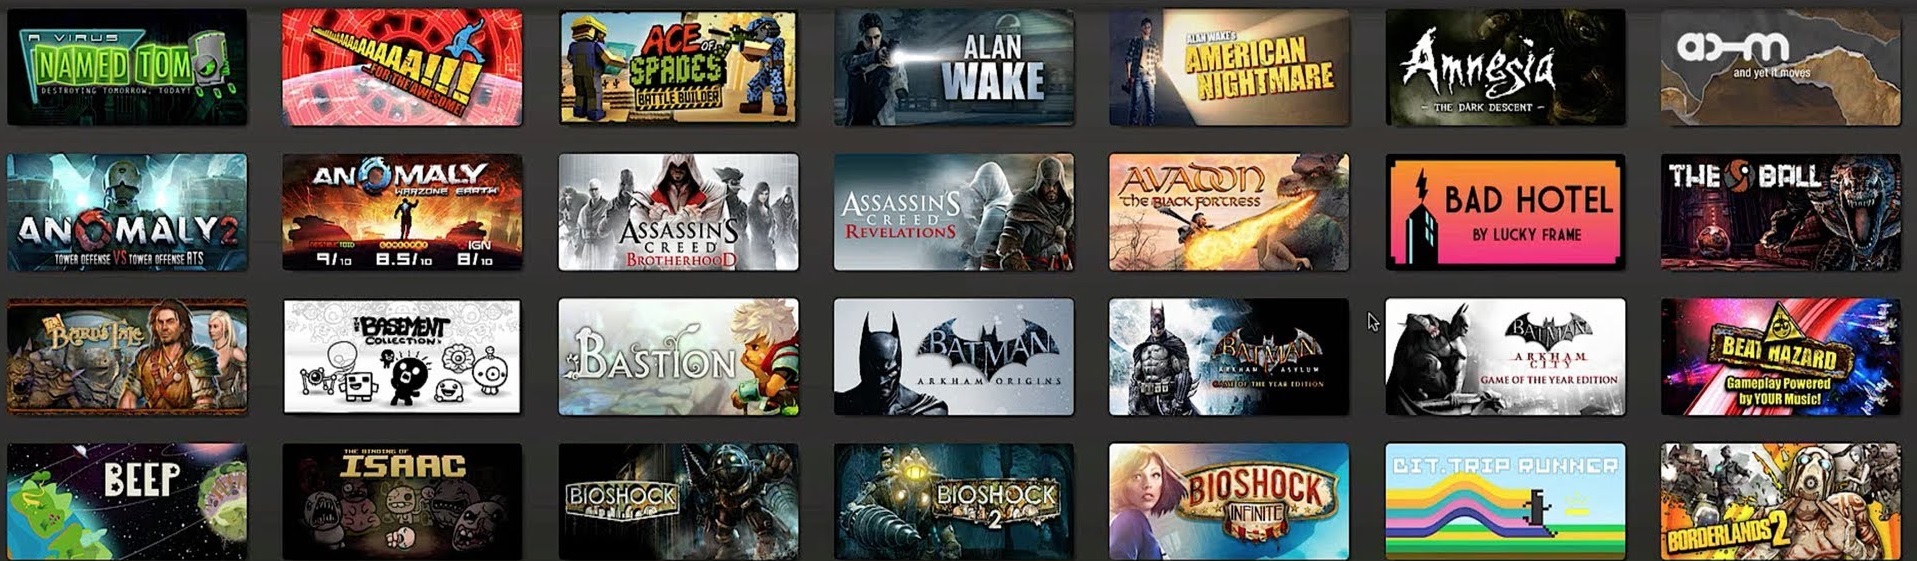 A VIRUS
NAMED TOM
DESTROYING TOMORROW, TODAY!
AAAAAAAAAA!!!
FOR THE AWESOME!
ACE OF
SPADES
BATTLE BUILDER
ALAN
WAKE
ALAN WAKE'S
AMERICAN
NIGHTMARE
Amnesia
– THE DARK DESCENT –
and yet it moves
ANOMALY 2
TOWER DEFENSE VS TOWER OFFENSE RTS
ANOMALY
WARZONE EARTH
DESTRUCTOID
GAMESPOT
IGN
9/10
8.5/10
8/10
ASSASSIN'S
CREED
BROTHERHOOD
ASSASSIN'S
CREED
REVELATIONS
AVADON
THE BLACK FORTRESS
BAD HOTEL
BY LUCKY FRAME
THE BALL
Bard's Tale
THE BASEMENT
COLLECTION
BASTION
BATMAN
ARKHAM ORIGINS
BATMAN
ARKHAM ASYLUM
GAME OF THE YEAR EDITION
BATMAN
ARKHAM
CITY
GAME OF THE YEAR EDITION
BEAT HAZARD
Gameplay Powered
by YOUR Music!
BEEP
THE BINDING OF
ISAAC
BIOSHOCK
BIOSHOCK
2
BIOSHOCK
INFINITE
BIT.TRIP RUNNER
BORDERLANDS 2